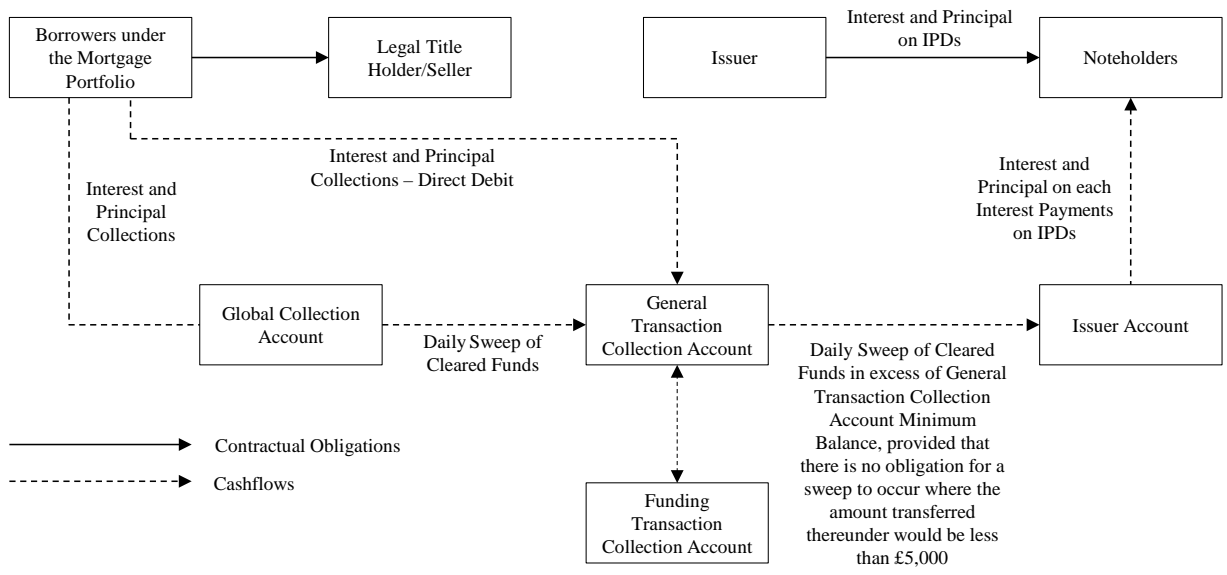 Borrowers under
the Mortgage
Portfolio
Legal Title
Holder/Seller
Issuer
Interest and Principal
on IPDs
Noteholders
Interest and Principal
Collections – Direct Debit
Interest and
Principal
Collections
Interest and
Principal on each
Interest Payments
on IPDs
Global Collection
Account
Daily Sweep of
Cleared Funds
General
Transaction
Collection Account
Issuer Account
Daily Sweep of Cleared
Funds in excess of General
Transaction Collection
Account Minimum
Balance, provided that
there is no obligation for a
sweep to occur where the
amount transferred
thereunder would be less
than £5,000
Contractual Obligations
Cashflows
Funding
Transaction
Collection Account